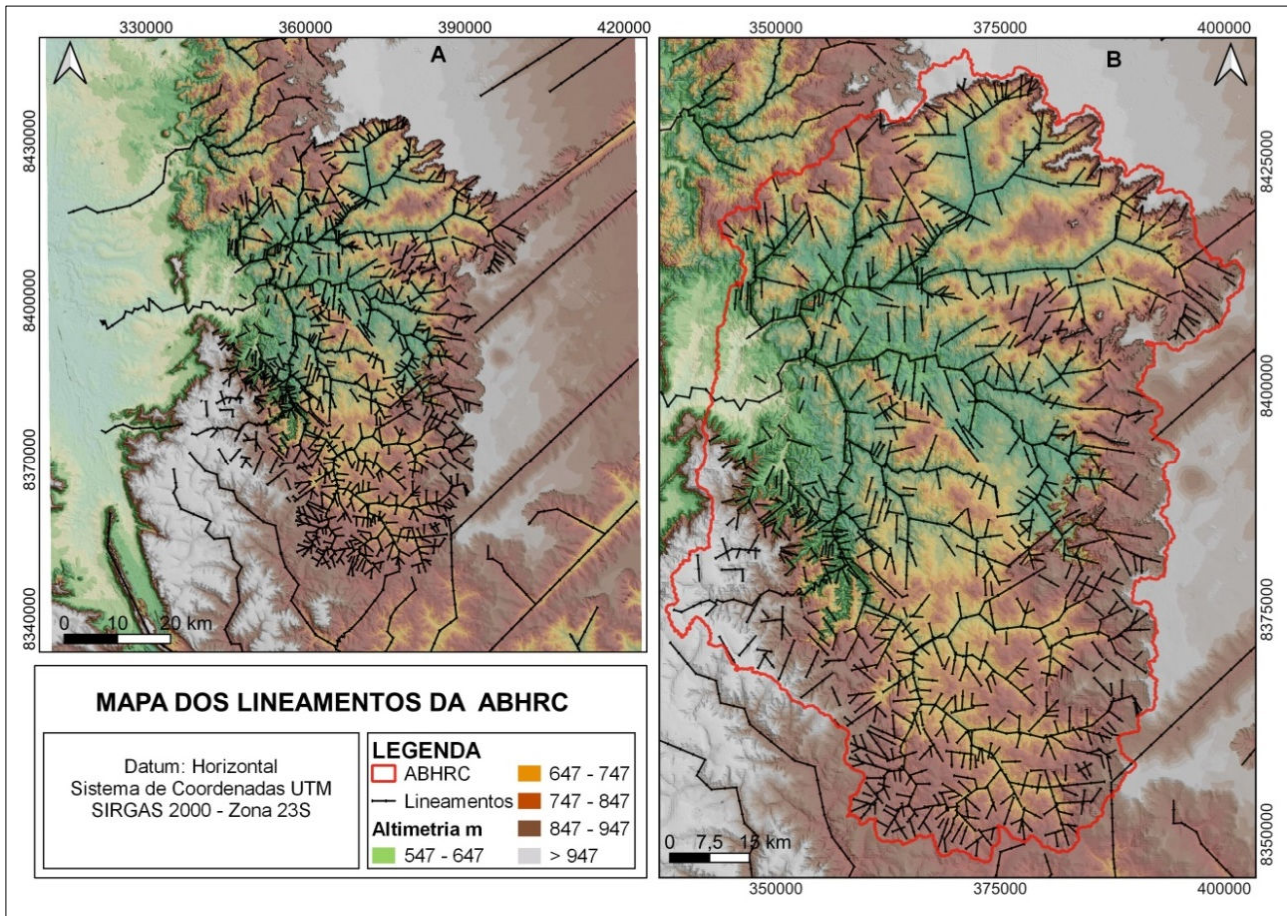 330000 360000 390000 420000
A
8430000
8400000
8370000
8340000
0 10 20 km
350000 375000 400000
B
8425000
8400000
8375000
8350000
0 7,5 15 km
350000 375000 400000
MAPA DOS LINEAMENTOS DA ABHRC
Datum: Horizontal
Sistema de Coordenadas UTM
SIRGAS 2000 - Zona 23S
LEGENDA
ABHRC
Lineamentos
Altimetria m
547 - 647
647 - 747
747 - 847
847 - 947
> 947